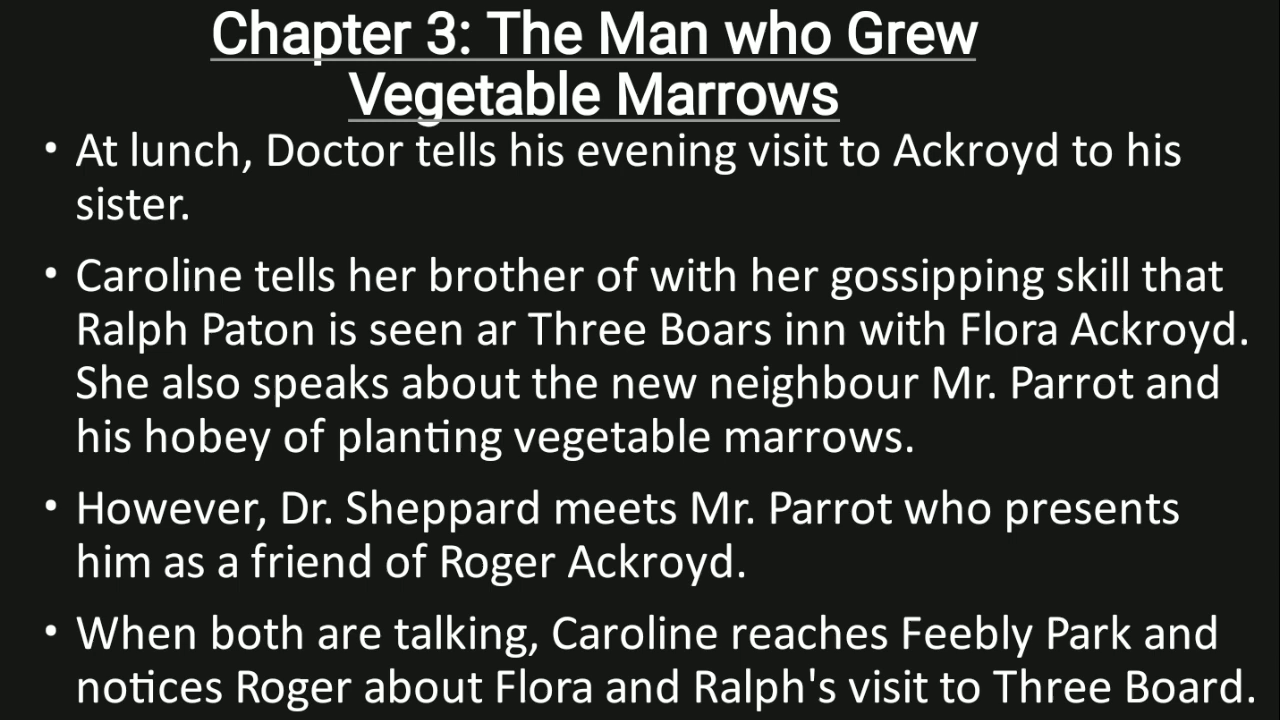 Chapter 3: The Man who Grew
Vegetable Marrows
• At lunch, Doctor tells his evening visit to Ackroyd to his
sister.
• Caroline tells her brother of with her gossipping skill that
Ralph Paton is seen ar Three Boars inn with Flora Ackroyd.
She also speaks about the new neighbour Mr. Parrot and
his hobey of planting vegetable marrows.
• However, Dr. Sheppard meets Mr. Parrot who presents
him as a friend of Roger Ackroyd.
• When both are talking, Caroline reaches Feebly Park and
notices Roger about Flora and Ralph's visit to Three Board.